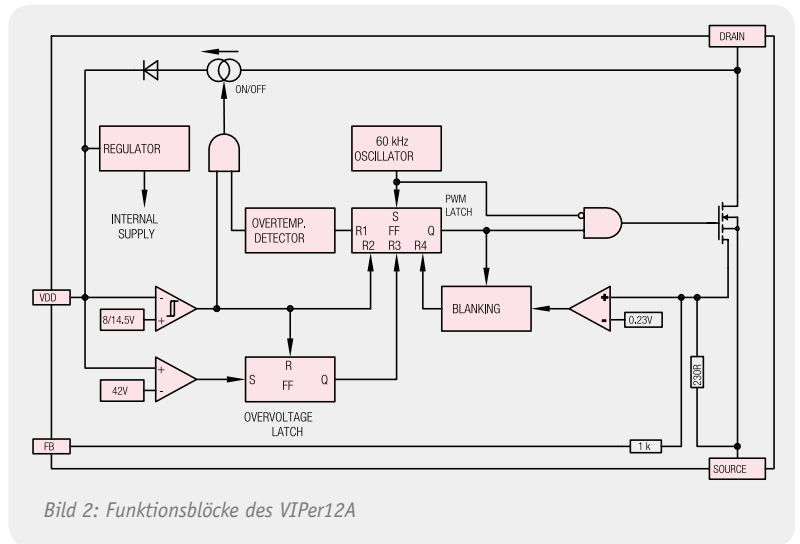 DRAIN
ON/OFF
REGULATOR
60 kHz
OSCILLATOR
INTERNAL
SUPPLY
OVERTEMP.
DETECTOR
PWM
LATCH
S
R1 FF Q
R2 R3 R4
BLANKING
+
-
0.23V
230R
VDD
-
+
8/14.5V
+
-
42V
R
S FF Q
OVERVOLTAGE
LATCH
FB
1 k
SOURCE
Bild 2: Funktionsblöcke des VIPer12A